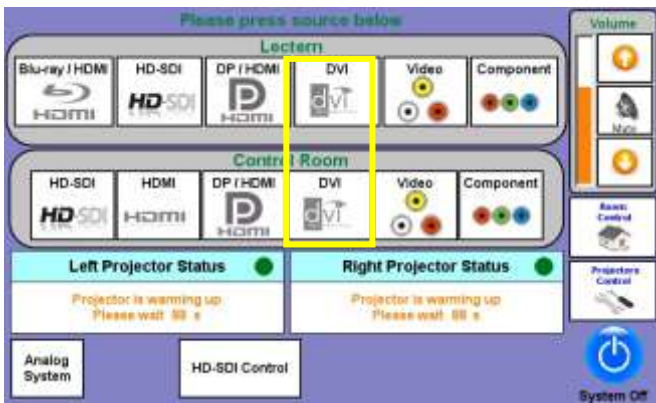 Please press source below
Volume
Lectern
Blu-ray / HDMI HD-SDI DP / HDMI DVI Video Component
HD-SDI HDMI dvi
HDMI HDMI
Mute
Control Room
HD-SDI HDMI DP / HDMI DVI Video Component
HD-SDI HDMI dvi
HDMI
Room
Control
Left Projector Status Right Projector Status
Projector is warming up Projector is warming up
Please wait 98 s Please wait 98 s
Projectors
Control
Analog
System
HD-SDI Control
System Off